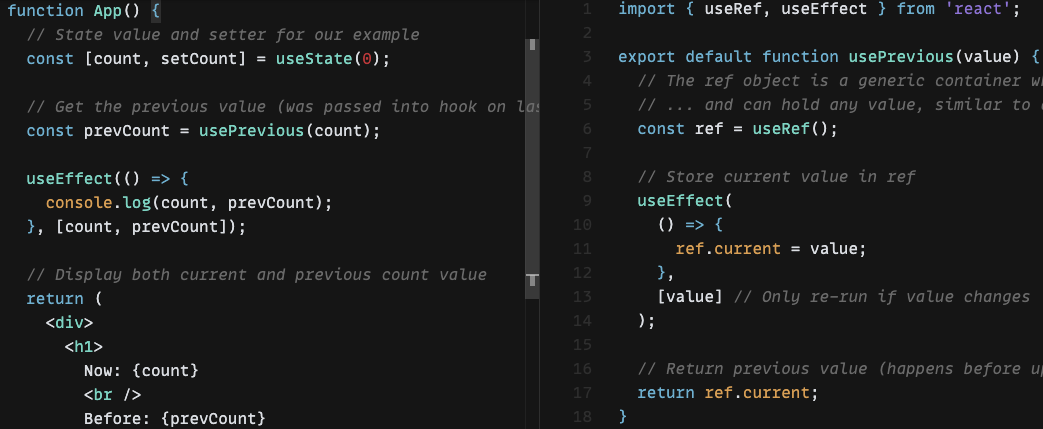 function App() {
// State value and setter for our example
const [count, setCount] = useState(0);
// Get the previous value (was passed into hook on
const prevCount = usePrevious(count);
useEffect(() => {
console.log(count, prevCount);
}, [count, prevCount]);
// Display both current and previous count value
return (
<div>
<h1>
Now: {count}
<br />
Before: {prevCount}
1 import { useRef, useEffect } from 'react';
2
3 export default function usePrevious(value) {
4 // The ref object is a generic container
5 // ... and can hold any value, similar to
6 const ref = useRef();
7
8 // Store current value in ref
9 useEffect(
10 () => {
11 ref.current = value;
12 },
13 [value] // Only re-run if value changes
14 );
15
16 // Return previous value (happens before
17 return ref.current;
18 }